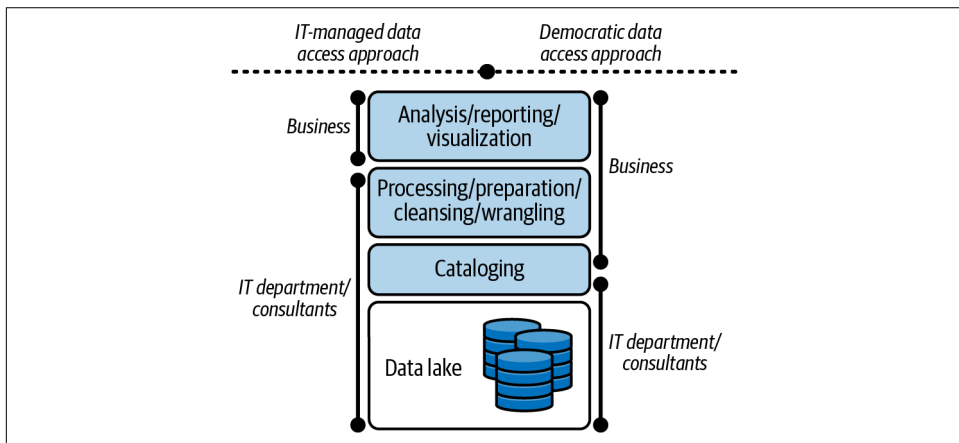 IT-managed data
access approach
Democratic data
access approach
Business
Analysis/reporting/
visualization
Business
Processing/preparation/
cleansing/wrangling
Cataloging
IT department/
consultants
Data lake
IT department/
consultants